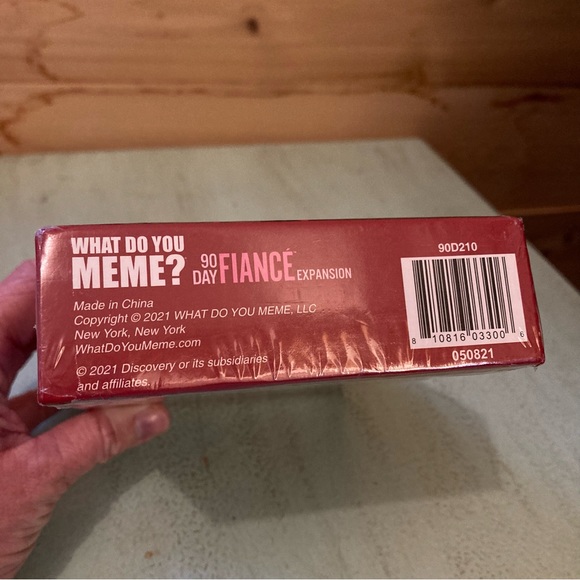 WHAT DO YOU
MEME?
90
DAY FIANCÉ EXPANSION
Made in China
Copyright © 2021 WHAT DO YOU MEME, LLC
New York, New York
WhatDoYouMeme.com
© 2021 Discovery or its subsidiaries
and affiliates.
90D210
8 10816 03300 6
050821